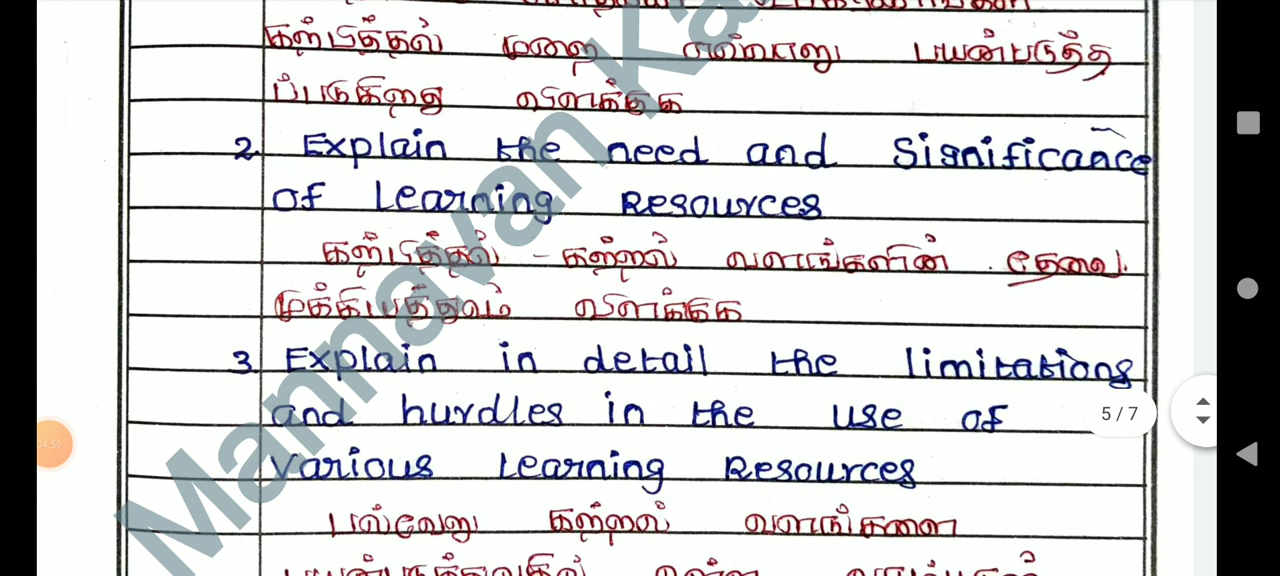 கற்பித்தல் முறை எவ்வாறு பயன்படுத்த
ப்படுகிறது விளக்குக
2. Explain the need and Significance
of Learning Resources
கற்பித்தல் - கற்றல் வளங்களின் தேவை
முக்கியத்துவம் விளக்குக
3. Explain in detail the limitations
and hurdles in the use of
5 / 7
04:59
various Learning Resources
பல்வேறு கற்றல் வளங்களை
Mannavan Ka